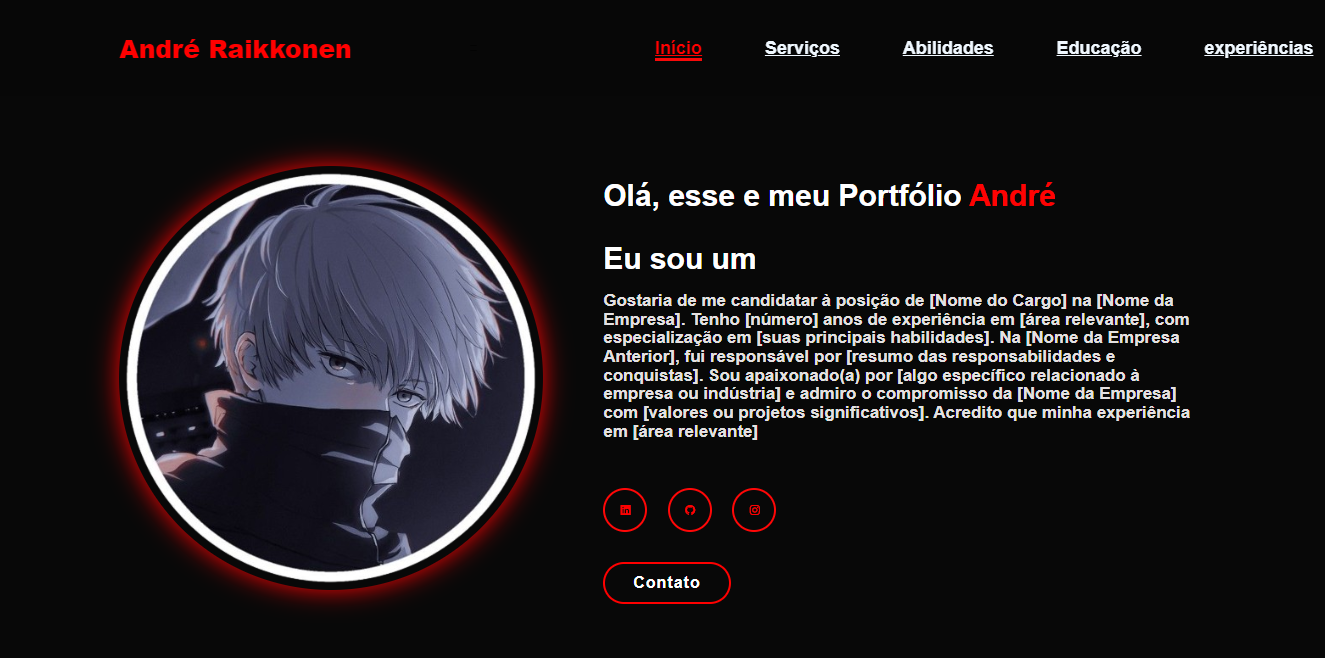 André Raikkonen
Início Serviços Abilidades Educação experiências
Olá, esse e meu Portfólio André
Eu sou um
Gostaria de me candidatar à posição de [Nome do Cargo] na [Nome da
Empresa]. Tenho [número] anos de experiência em [área relevante], com
especialização em [suas principais habilidades]. Na [Nome da Empresa
Anterior], fui responsável por [resumo das responsabilidades e
conquistas]. Sou apaixonado(a) por [algo específico relacionado à
empresa ou indústria] e admiro o compromisso da [Nome da Empresa]
com [valores ou projetos significativos]. Acredito que minha experiência
em [área relevante]
Contato